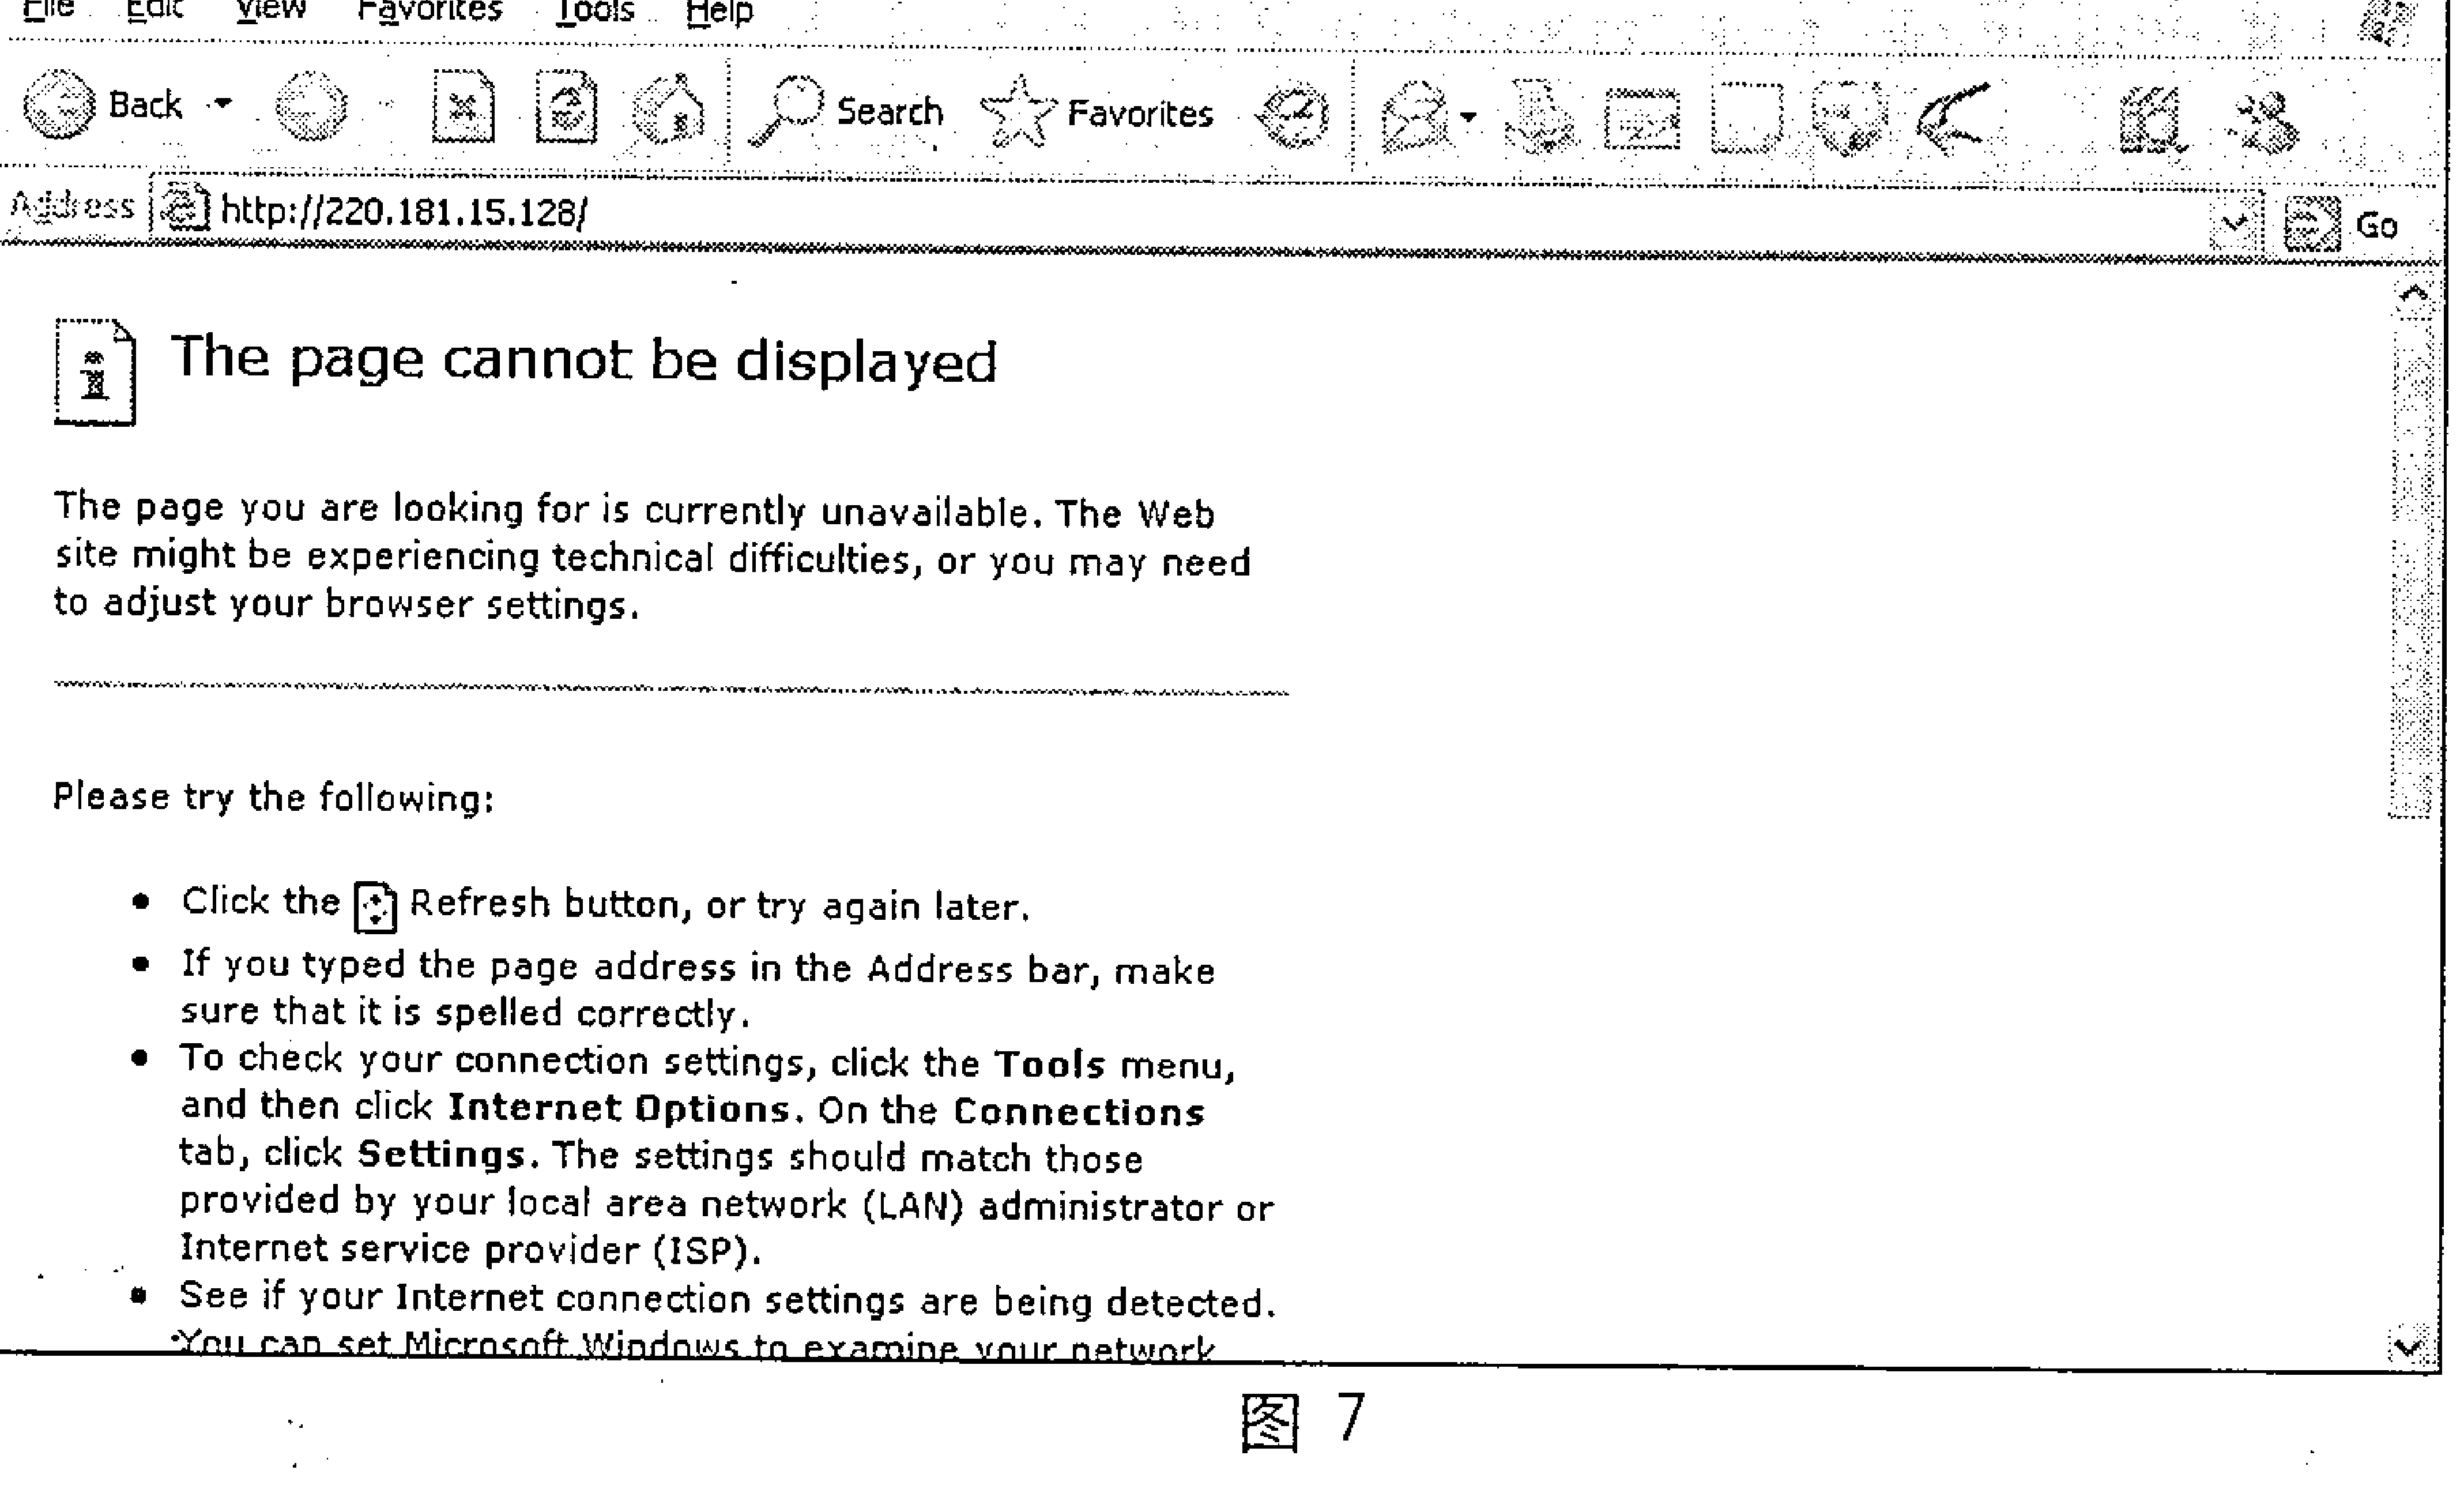 File Edit View Favorites Tools Help
Back Search Favorites
Address http://220.181.15.128/ Go
The page cannot be displayed
The page you are looking for is currently unavailable. The Web
site might be experiencing technical difficulties, or you may need
to adjust your browser settings.
Please try the following:
• Click the Refresh button, or try again later.
• If you typed the page address in the Address bar, make
sure that it is spelled correctly.
• To check your connection settings, click the Tools menu,
and then click Internet Options. On the Connections
tab, click Settings. The settings should match those
provided by your local area network (LAN) administrator or
Internet service provider (ISP).
• See if your Internet connection settings are being detected.
You can set Microsoft Windows to examine your network
图 7